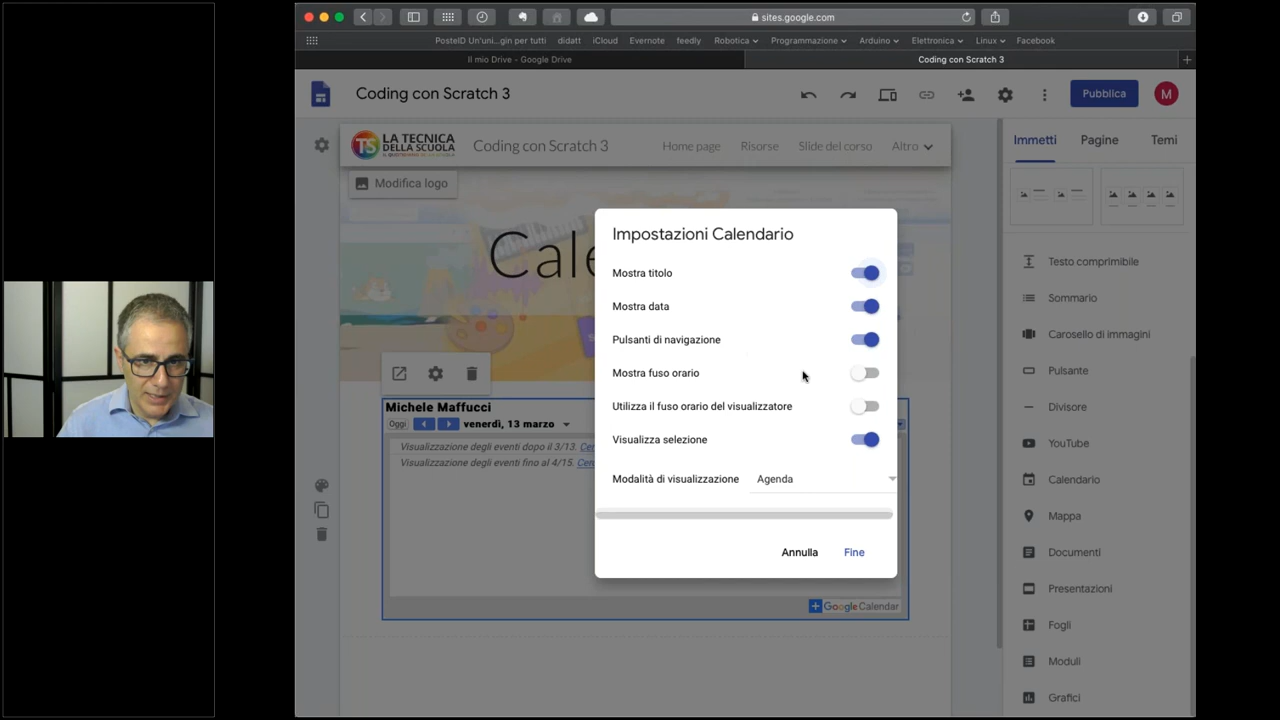 sites.google.com
PosteID Un'uni...gin per tutti didatt iCloud Evernote feedly Robotica Programmazione Arduino Elettronica Linux Facebook
Il mio Drive - Google Drive
Coding con Scratch 3
Coding con Scratch 3
Pubblica
M
TS LA TECNICA
DELLA SCUOLA
Coding con Scratch 3
Home page Risorse Slide del corso Altro
Modifica logo
Cale
Immetti Pagine Temi
Impostazioni Calendario
Mostra titolo
Mostra data
Pulsanti di navigazione
Mostra fuso orario
Utilizza il fuso orario del visualizzatore
Visualizza selezione
Modalità di visualizzazione Agenda
Annulla Fine
Michele Maffucci
Oggi venerdì, 13 marzo
Visualizzazione degli eventi dopo il 3/13.
Visualizzazione degli eventi fino al 4/15.
Google Calendar
Testo comprimibile
Sommario
Carosello di immagini
Pulsante
Divisore
YouTube
Calendario
Mappa
Documenti
Presentazioni
Fogli
Moduli
Grafici